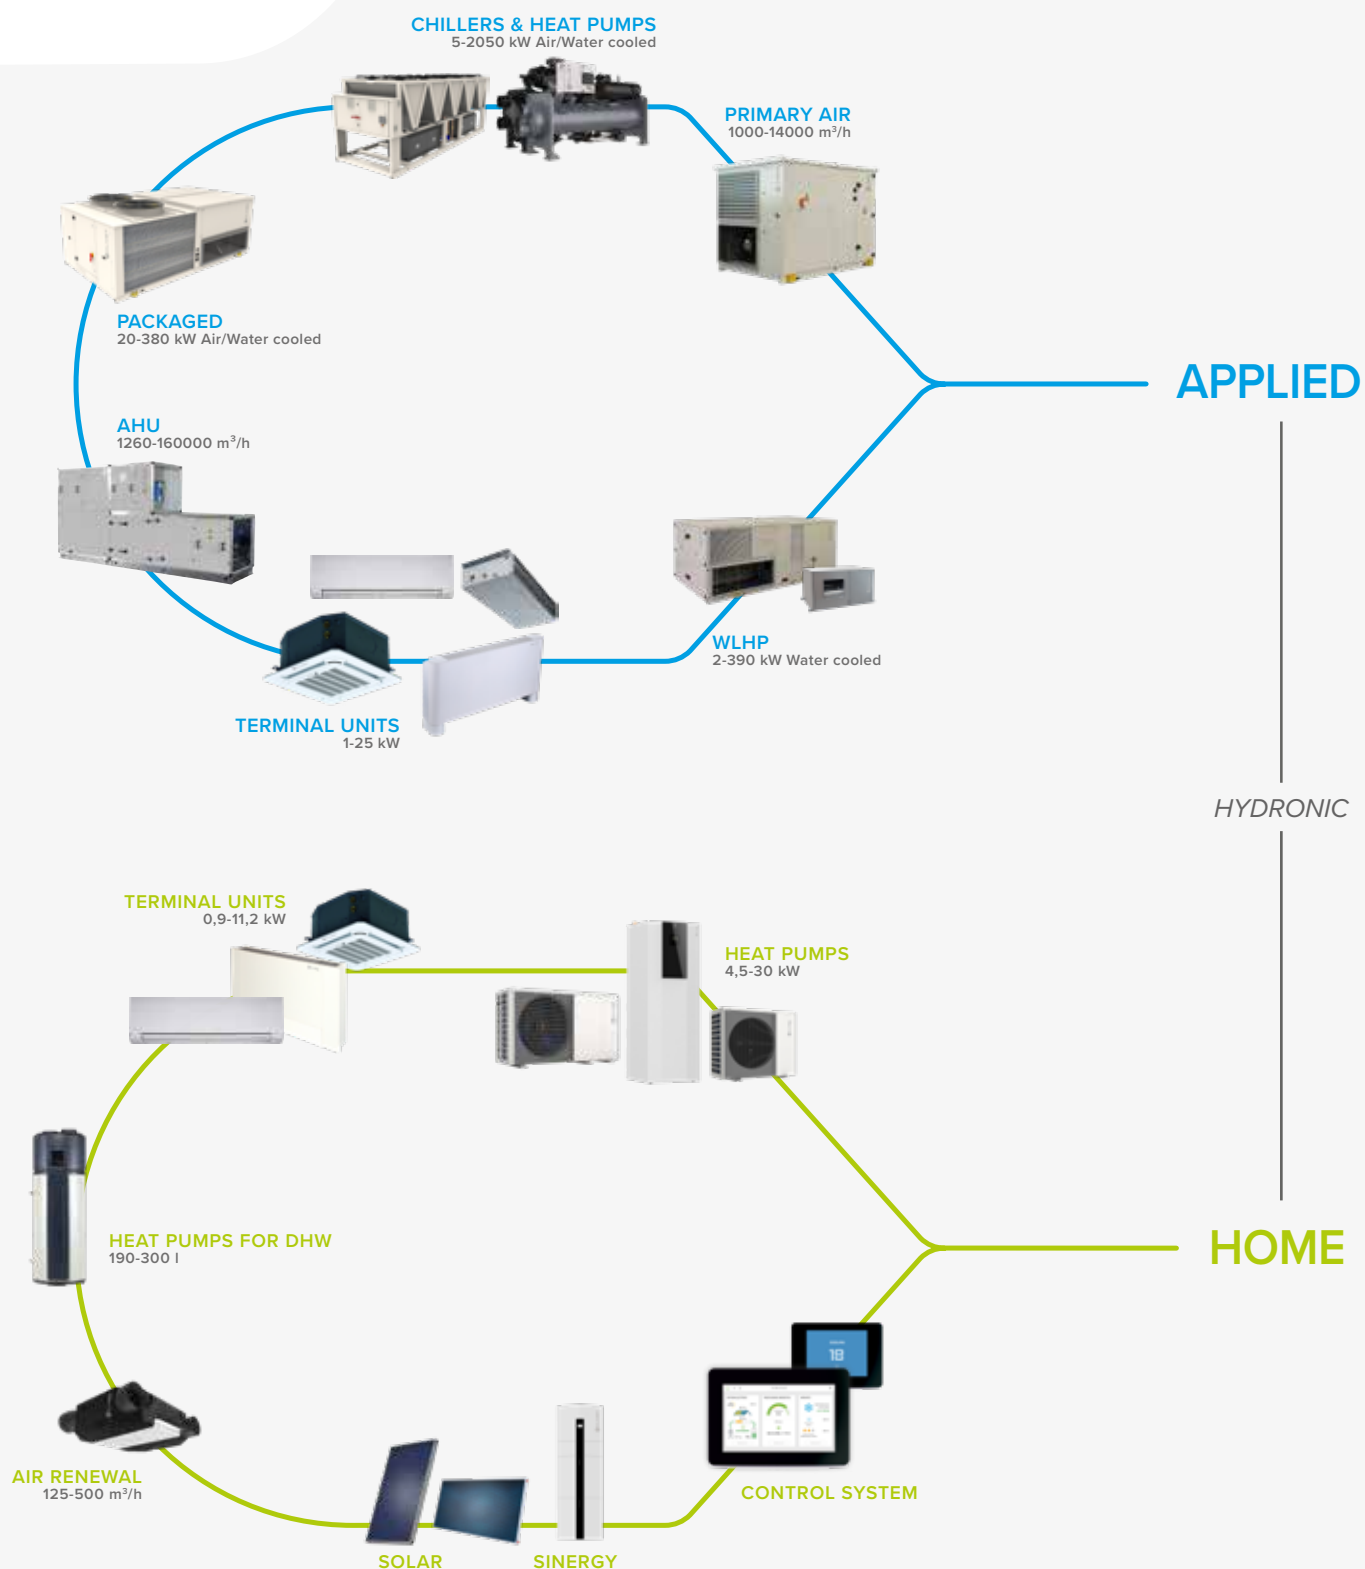 CHILLERS & HEAT PUMPS
5-2050 kW Air/Water cooled
PRIMARY AIR
1000-14000 m³/h
PACKAGED
20-380 kW Air/Water cooled
APPLIED
AHU
1260-160000 m³/h
WLHP
2-390 kW Water cooled
TERMINAL UNITS
1-25 kW
HYDRONIC
TERMINAL UNITS
0,9-11,2 kW
HEAT PUMPS
4,5-30 kW
HEAT PUMPS FOR DHW
190-300 l
HOME
18
AIR RENEWAL
125-500 m³/h
CONTROL SYSTEM
SOLAR
SINERGY